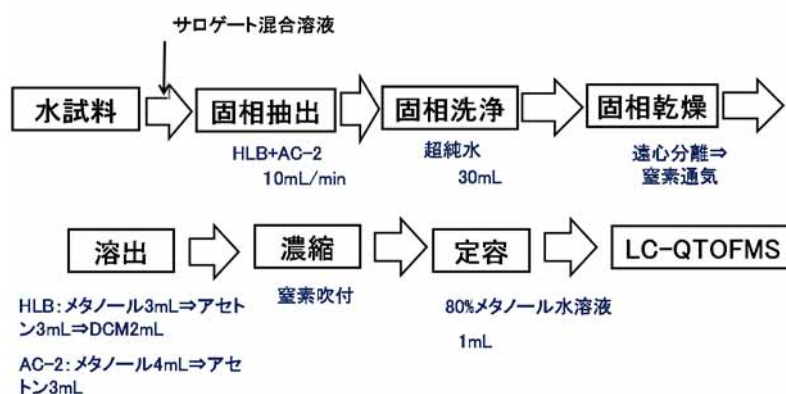 サロゲート混合溶液
水試料
固相抽出
固相洗浄
固相乾燥
HLB+AC-2
10mL/min
超純水
30mL
遠心分離⇒
窒素通気
溶出
濃縮
定容
LC-QTOFMS
HLB:メタノール3mL⇒アセト
ン3mL⇒DCM2mL
AC-2:メタノール4mL⇒アセ
トン3mL
窒素吹付
80%メタノール水溶液
1mL